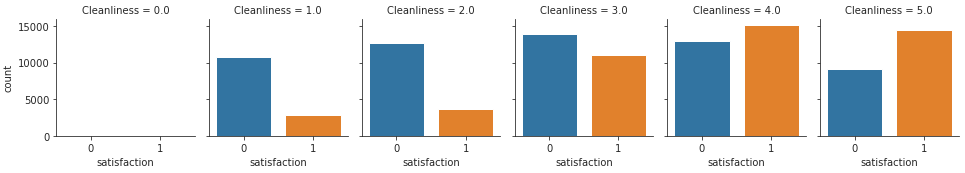 Cleanliness = 0.0 Cleanliness = 1.0 Cleanliness = 2.0 Cleanliness = 3.0 Cleanliness = 4.0 Cleanliness = 5.0
15000
10000
5000
0
count
0 1 0 1 0 1 0 1 0 1 0 1
satisfaction satisfaction satisfaction satisfaction satisfaction satisfaction